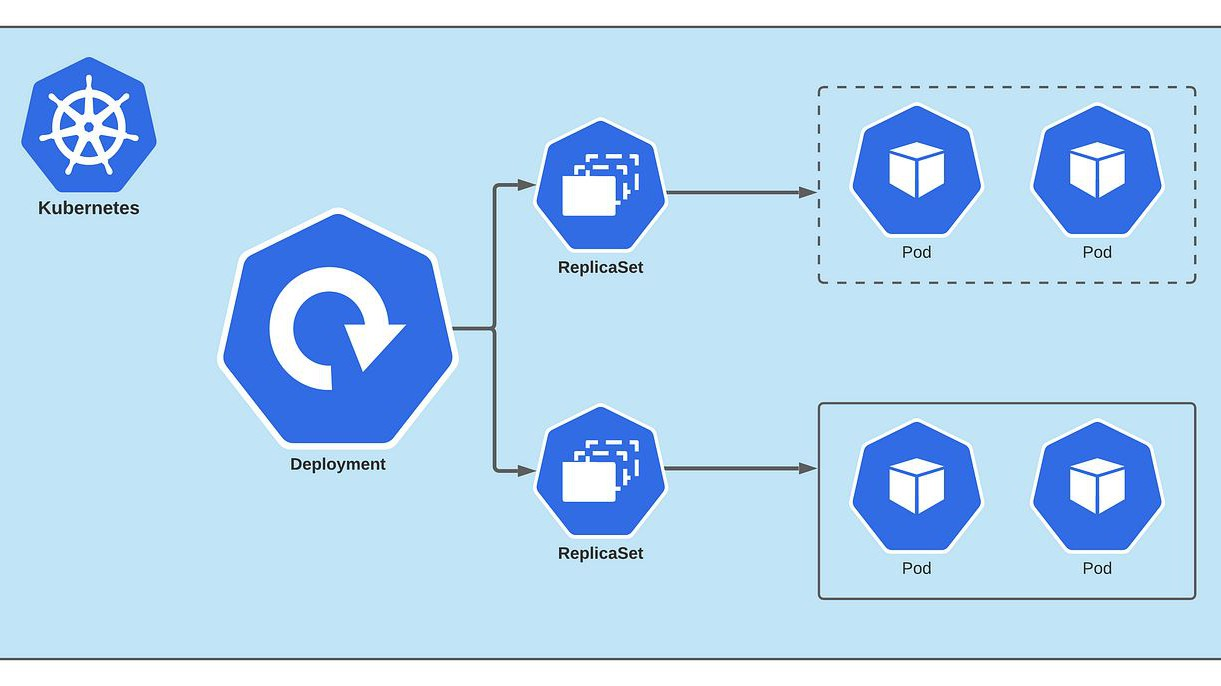 Kubernetes
Deployment
ReplicaSet
Pod
Pod
ReplicaSet
Pod
Pod